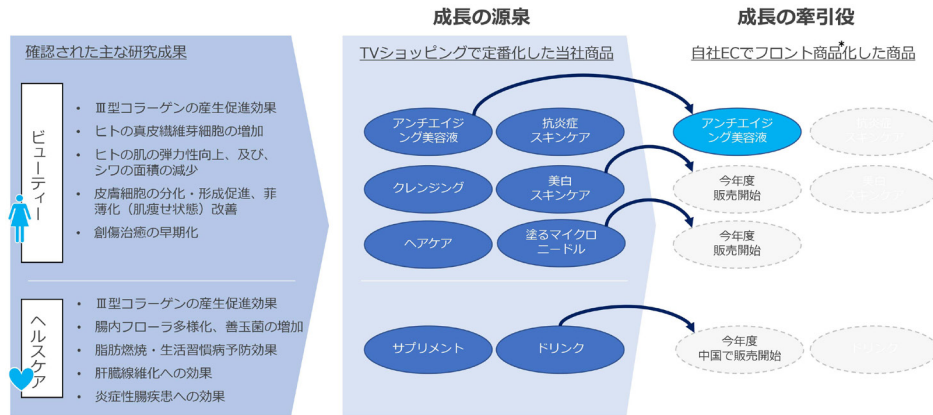 成長の源泉
成長の牽引役
確認された主な研究成果
TVショッピングで定番化した当社商品
自社ECでフロント商品*化した商品
ビューティー
・ Ⅲ型コラーゲンの産生促進効果
・ ヒトの真皮繊維芽細胞の増加
・ ヒトの肌の弾力性向上、及び、
シワの面積の減少
・ 皮膚細胞の分化・形成促進、菲
薄化（肌痩せ状態）改善
・ 創傷治癒の早期化
アンチエイジ
ング美容液
抗炎症
スキンケア
アンチエイジ
ング美容液
クレンジング
美白
スキンケア
今年度
販売開始
ヘアケア
塗るマイクロ
ニードル
今年度
販売開始
ヘルスケア
・ Ⅲ型コラーゲンの産生促進効果
・ 腸内フローラ多様化、善玉菌の増加
・ 脂肪燃焼・生活習慣病予防効果
・ 肝臓線維化への効果
・ 炎症性腸疾患への効果
サプリメント
ドリンク
今年度
中国で販売開始